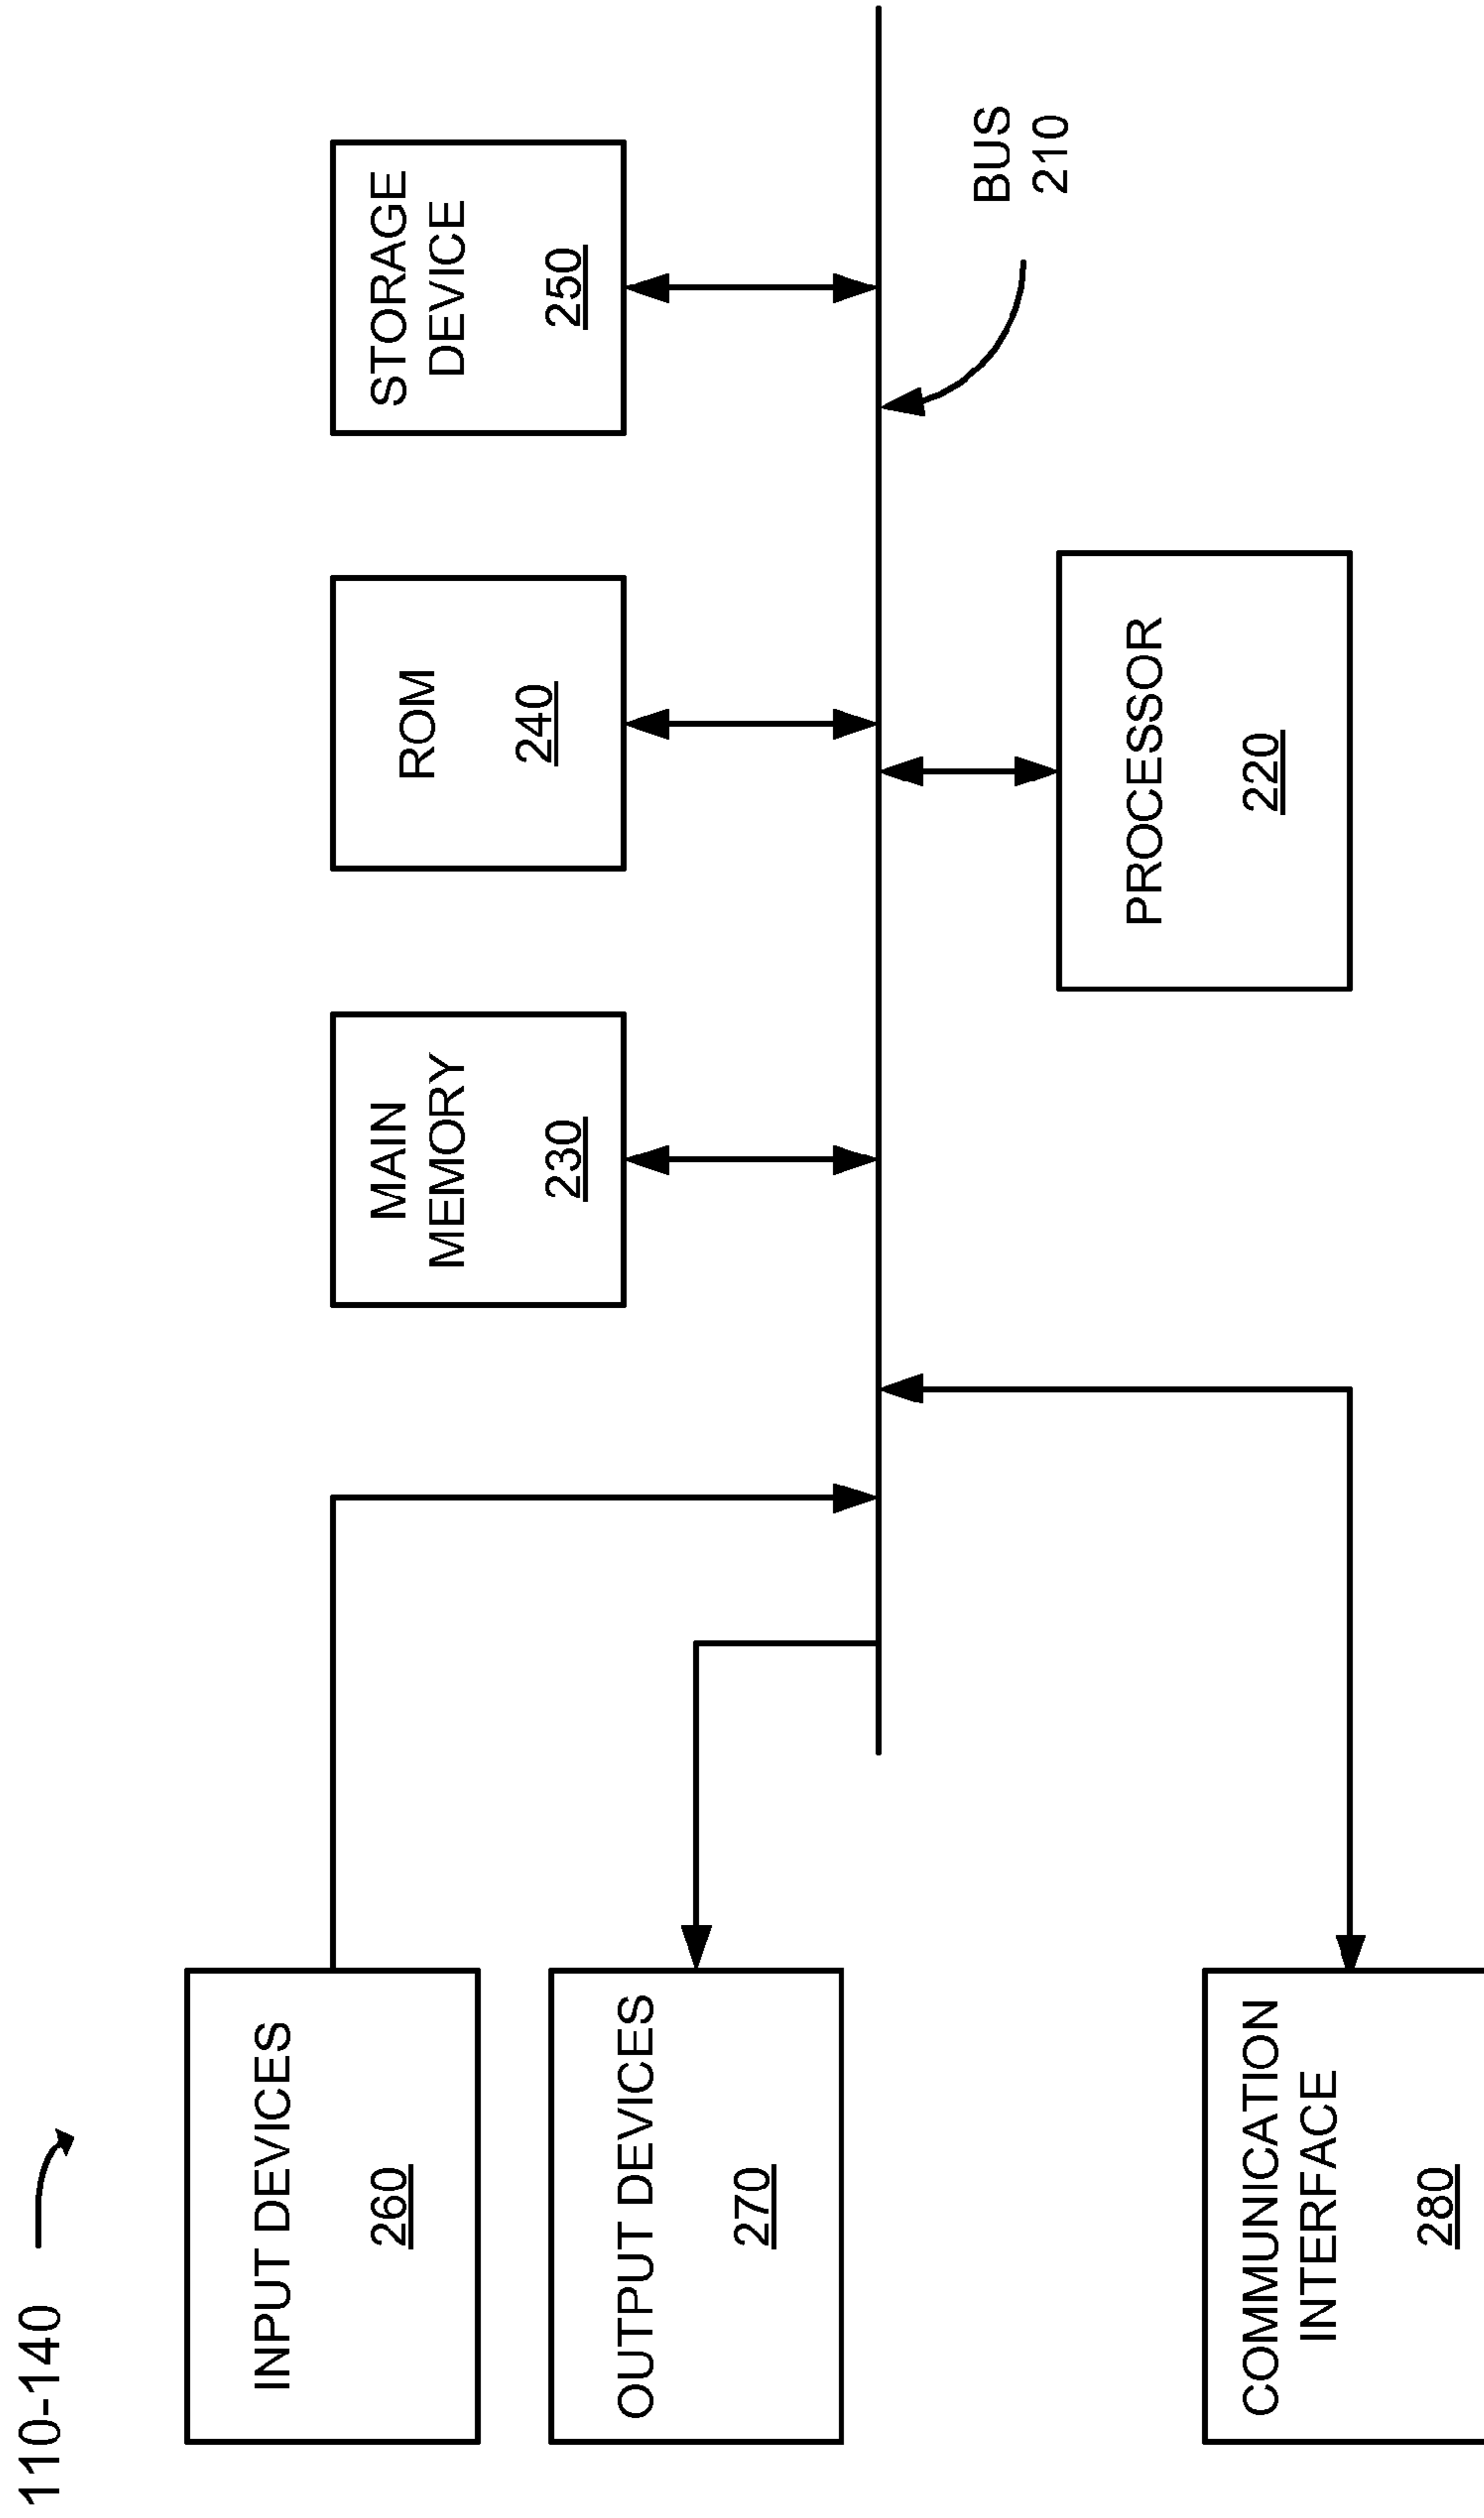 110-140
INPUT DEVICES
260
MAIN
MEMORY
230
ROM
240
STORAGE
DEVICE
250
OUTPUT DEVICES
270
BUS
210
PROCESSOR
220
COMMUNICATION
INTERFACE
280